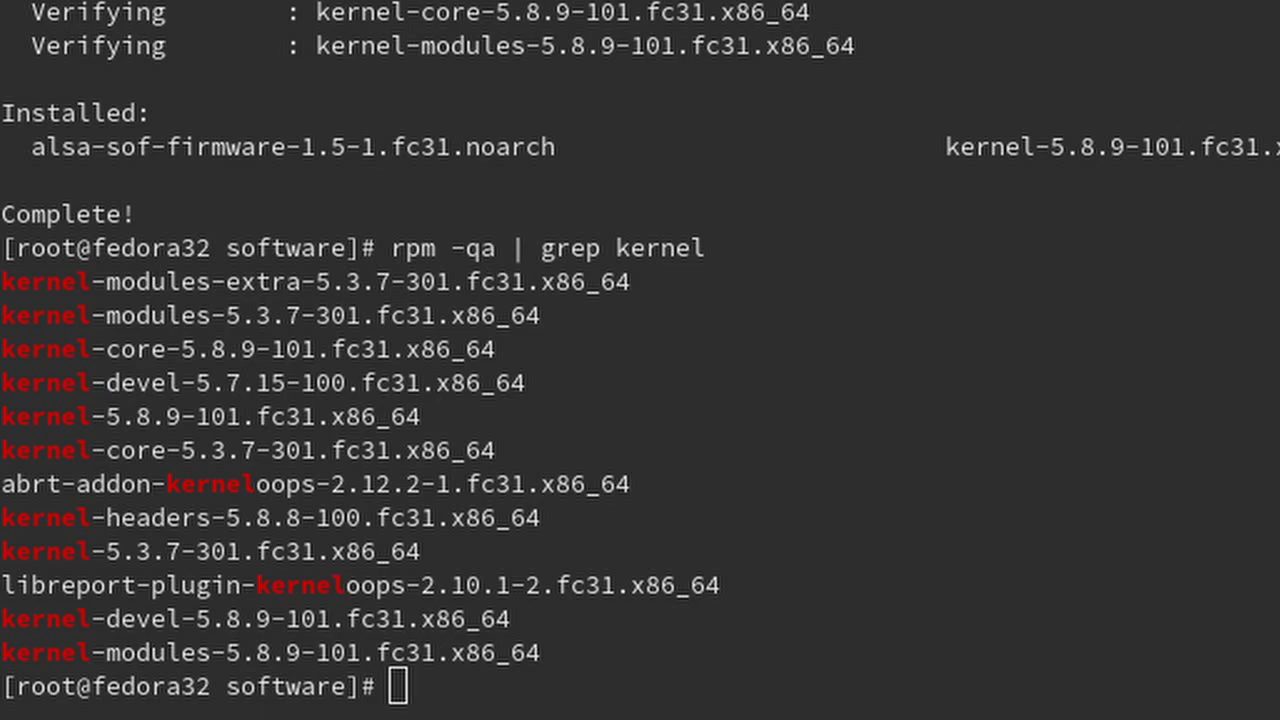 Verifying : kernel-core-5.8.9-101.fc31.x86_64
Verifying : kernel-modules-5.8.9-101.fc31.x86_64
Installed:
alsa-sof-firmware-1.5-1.fc31.noarch kernel-5.8.9-101.fc31.x
Complete!
[root@fedora32 software]# rpm -qa | grep kernel
kernel-modules-extra-5.3.7-301.fc31.x86_64
kernel-modules-5.3.7-301.fc31.x86_64
kernel-core-5.8.9-101.fc31.x86_64
kernel-devel-5.7.15-100.fc31.x86_64
kernel-5.8.9-101.fc31.x86_64
kernel-core-5.3.7-301.fc31.x86_64
abrt-addon-kerneloops-2.12.2-1.fc31.x86_64
kernel-headers-5.8.8-100.fc31.x86_64
kernel-5.3.7-301.fc31.x86_64
libreport-plugin-kerneloops-2.10.1-2.fc31.x86_64
kernel-devel-5.8.9-101.fc31.x86_64
kernel-modules-5.8.9-101.fc31.x86_64
[root@fedora32 software]#